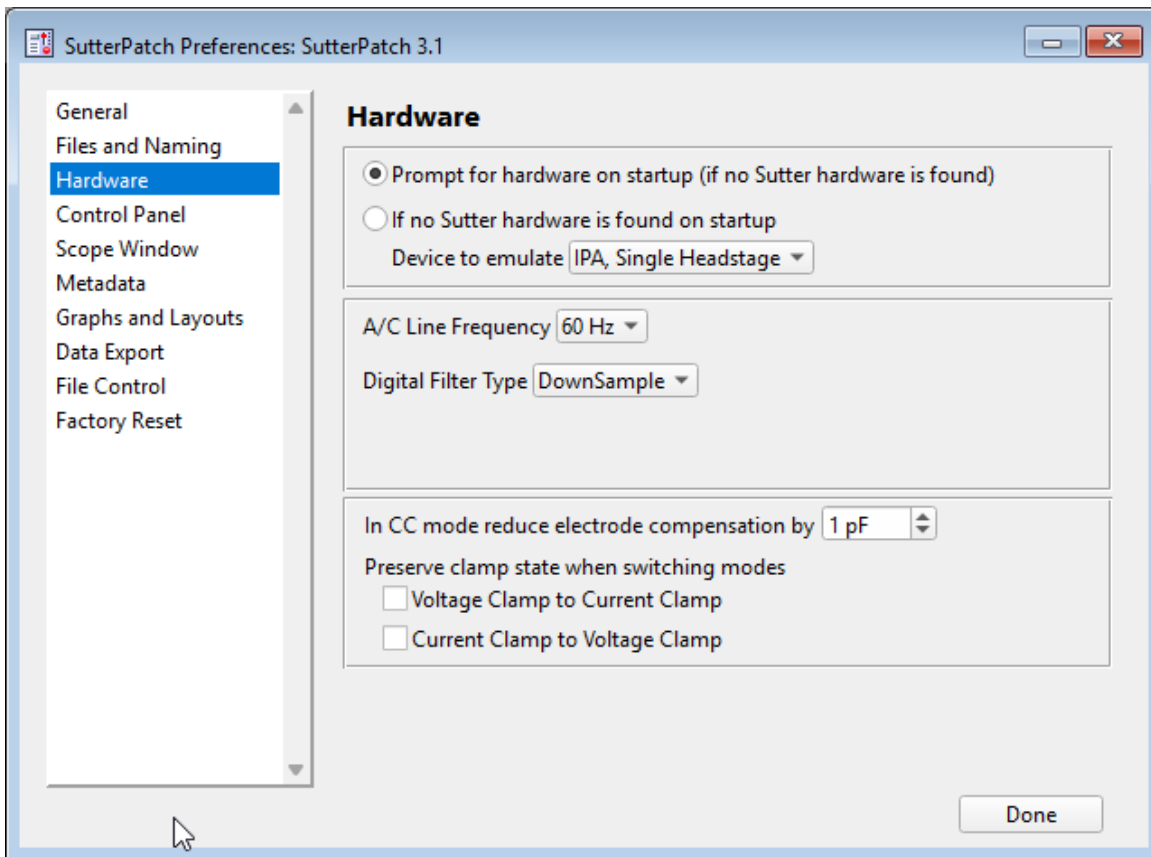 SutterPatch Preferences: SutterPatch 3.1
General
Files and Naming
Hardware
Control Panel
Scope Window
Metadata
Graphs and Layouts
Data Export
File Control
Factory Reset
Hardware
Prompt for hardware on startup (if no Sutter hardware is found)
If no Sutter hardware is found on startup
Device to emulate IPA, Single Headstage
A/C Line Frequency 60 Hz
Digital Filter Type DownSample
In CC mode reduce electrode compensation by 1 pF
Preserve clamp state when switching modes
Voltage Clamp to Current Clamp
Current Clamp to Voltage Clamp
Done